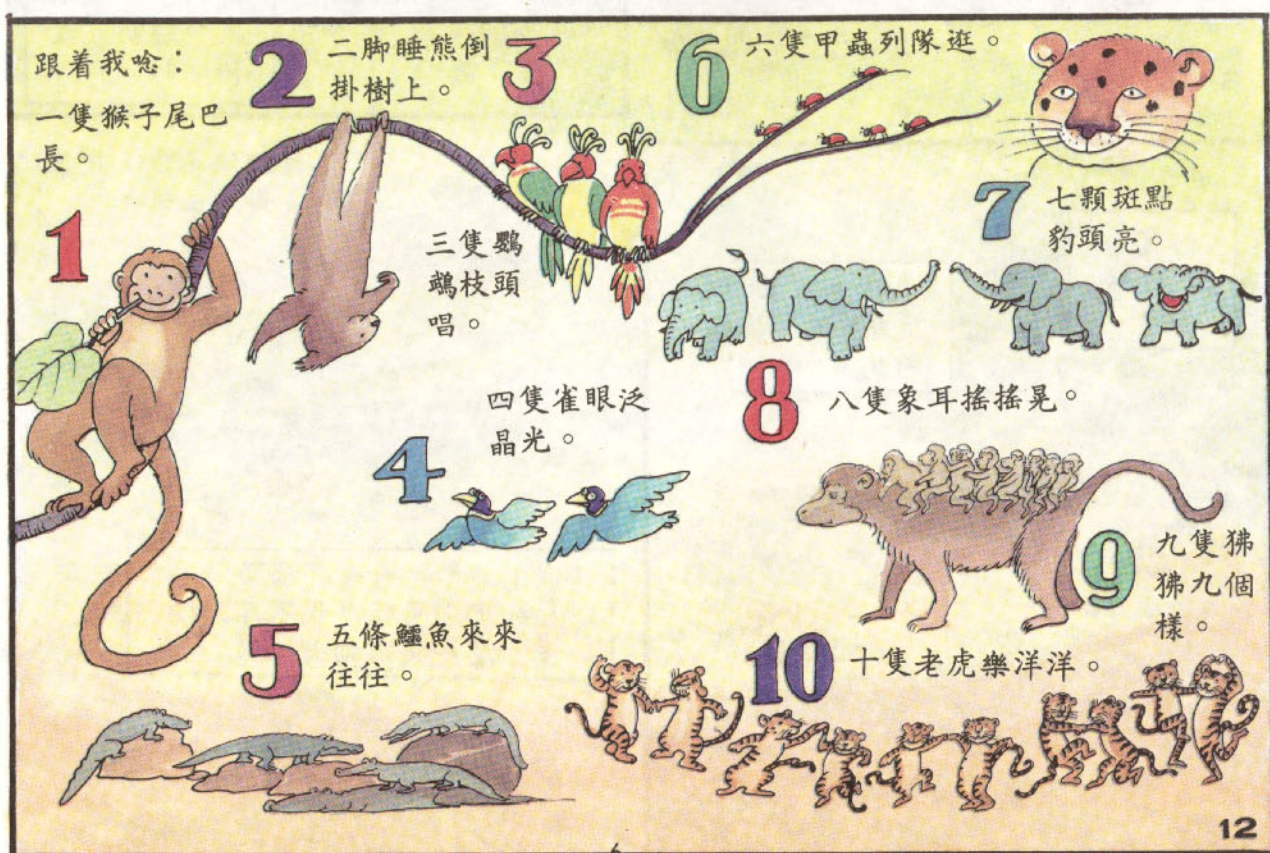 跟着我唸：
一隻猴子尾巴
長。
1
2
二脚睡熊倒
掛樹上。
3
三隻鸚
鵡枝頭
唱。
4
四隻雀眼泛
晶光。
5
五條鱷魚來來
往往。
6
六隻甲蟲列隊逛。
7
七顆斑點
豹頭亮。
8
八隻象耳搖搖晃。
9
九隻狒
狒九個
樣。
10
十隻老虎樂洋洋。
12